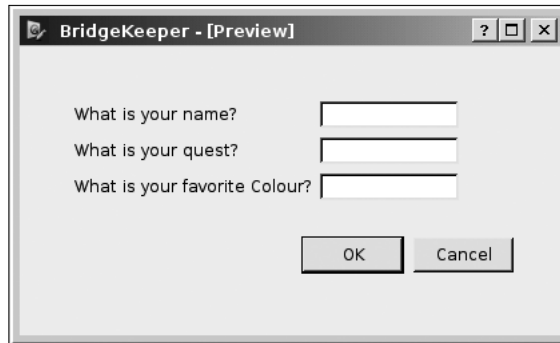 BridgeKeeper - [Preview]
What is your name?
What is your quest?
What is your favorite Colour?
OK Cancel